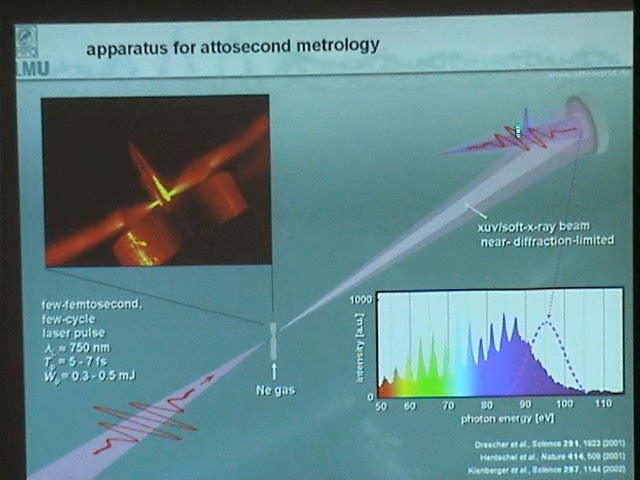 LMU
apparatus for attosecond metrology
xuv/soft-x-ray beam
near- diffraction-limited
few-femtosecond,
few-cycle
laser pulse
λL ≈ 750 nm
Tp = 5 - 7 fs
Wp = 0.3 - 0.5 mJ
Ne gas
1000
intensity [a.u.]
0
50 60 70 80 90 100 110
photon energy [eV]
Drescher et al., Science 291, 1923 (2001)
Hentschel et al., Nature 414, 509 (2001)
Kienberger et al., Science 297, 1144 (2002)